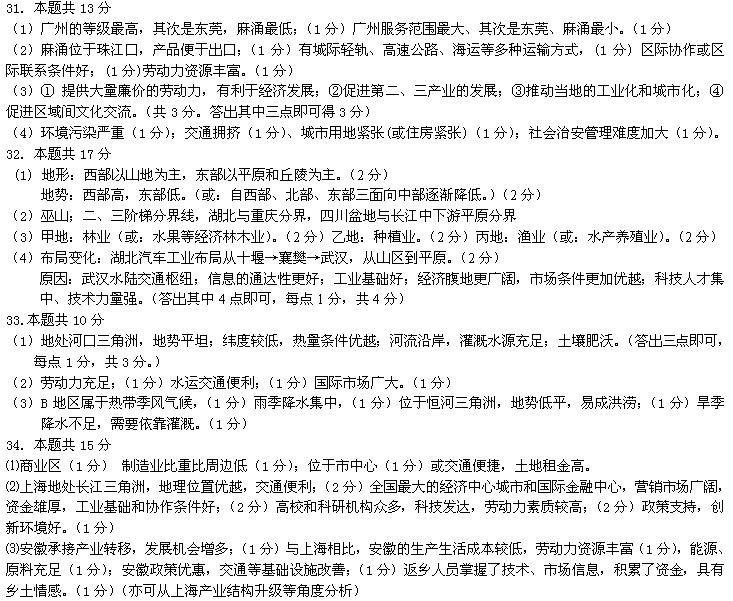 31. 本题共 13 分
（1）广州的等级最高，其次是东莞，麻涌最低；（1 分）广州服务范围最大、其次是东莞、麻涌最小。（1 分）
（2）麻涌位于珠江口，产品便于出口；（1 分）有城际轻轨、高速公路、海运等多种运输方式，（1 分）区际协作或区
际联系条件好；（1分）劳动力资源丰富。（1 分）
（3）① 提供大量廉价的劳动力，有利于经济发展；②促进第二、三产业的发展；③推动当地的工业化和城市化；④
促进区域间文化交流。（共 3 分。答出其中三点即可得 3 分）
（4）环境污染严重（1 分）；交通拥挤（1 分）、城市用地紧张(或住房紧张)（1 分）；社会治安管理难度加大（1 分）。
32. 本题共 17 分
（1） 地形：西部以山地为主，东部以平原和丘陵为主。（2 分）
地势：西部高，东部低。（或：自西部、北部、东部三面向中部逐渐降低。）（2 分）
（2）巫山；二、三阶梯分界线，湖北与重庆分界，四川盆地与长江中下游平原分界
（3）甲地：林业（或：水果等经济林木业）。（2 分）乙地：种植业。（2 分）丙地：渔业（或：水产养殖业）。（2 分）
（4）布局变化：湖北汽车工业布局从十堰→襄樊→武汉，从山区到平原。（2 分）
原因：武汉水陆交通枢纽；信息的通达性更好；工业基础好；经济腹地更广阔，市场条件更加优越；科技人才集
中、技术力量强。（答出其中 4 点即可，每点 1 分，共 4 分）
33.本题共 10 分
（1）地处河口三角洲，地势平坦；纬度较低，热量条件优越；河流沿岸，灌溉水源充足；土壤肥沃。（答出三点即可，
每点 1 分，共 3 分。）
（2）劳动力充足；（1 分）水运交通便利；（1 分）国际市场广大。（1 分）
（3）B 地区属于热带季风气候，（1 分）雨季降水集中，（1 分）位于恒河三角洲，地势低平，易成洪涝；（1 分）旱季
降水不足，需要依靠灌溉。（1 分）
34. 本题共 15 分
⑴商业区（1 分） 制造业比重比周边低（1 分）；位于市中心（1 分）或交通便捷，土地租金高。
⑵上海地处长江三角洲，地理位置优越，交通便利；（2 分）全国最大的经济中心城市和国际金融中心，营销市场广阔，
资金雄厚，工业基础和协作条件好；（2 分）高校和科研机构众多，科技发达，劳动力素质较高；（2 分）政策支持，创
新环境好。（1 分）
⑶安徽承接产业转移，发展机会增多；（1 分）与上海相比，安徽的生产生活成本较低，劳动力资源丰富（1 分），能源、
原料充足（1 分）；安徽政策优惠，交通等基础设施改善；（1 分）返乡人员掌握了技术、市场信息，积累了资金，具有
乡土情感。（1 分）（亦可从上海产业结构升级等角度分析）